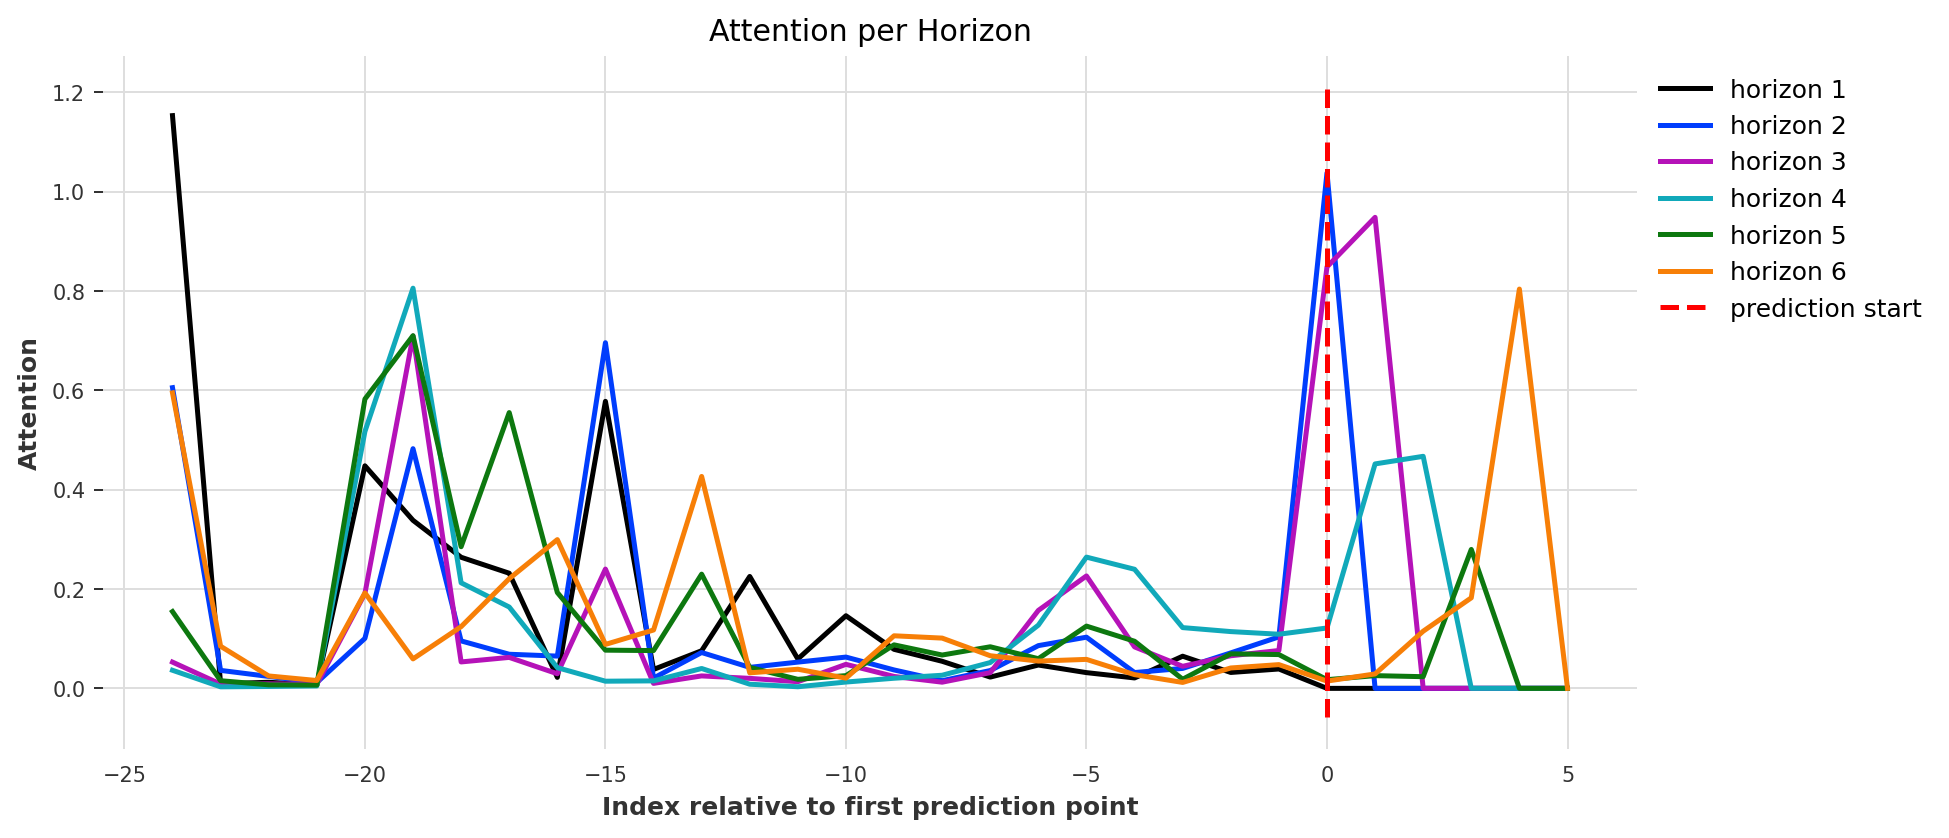 Attention per Horizon
Attention
1.2
1.0
0.8
0.6
0.4
0.2
0.0
−25
−20
−15
−10
−5
0
5
Index relative to first prediction point
horizon 1
horizon 2
horizon 3
horizon 4
horizon 5
horizon 6
prediction start